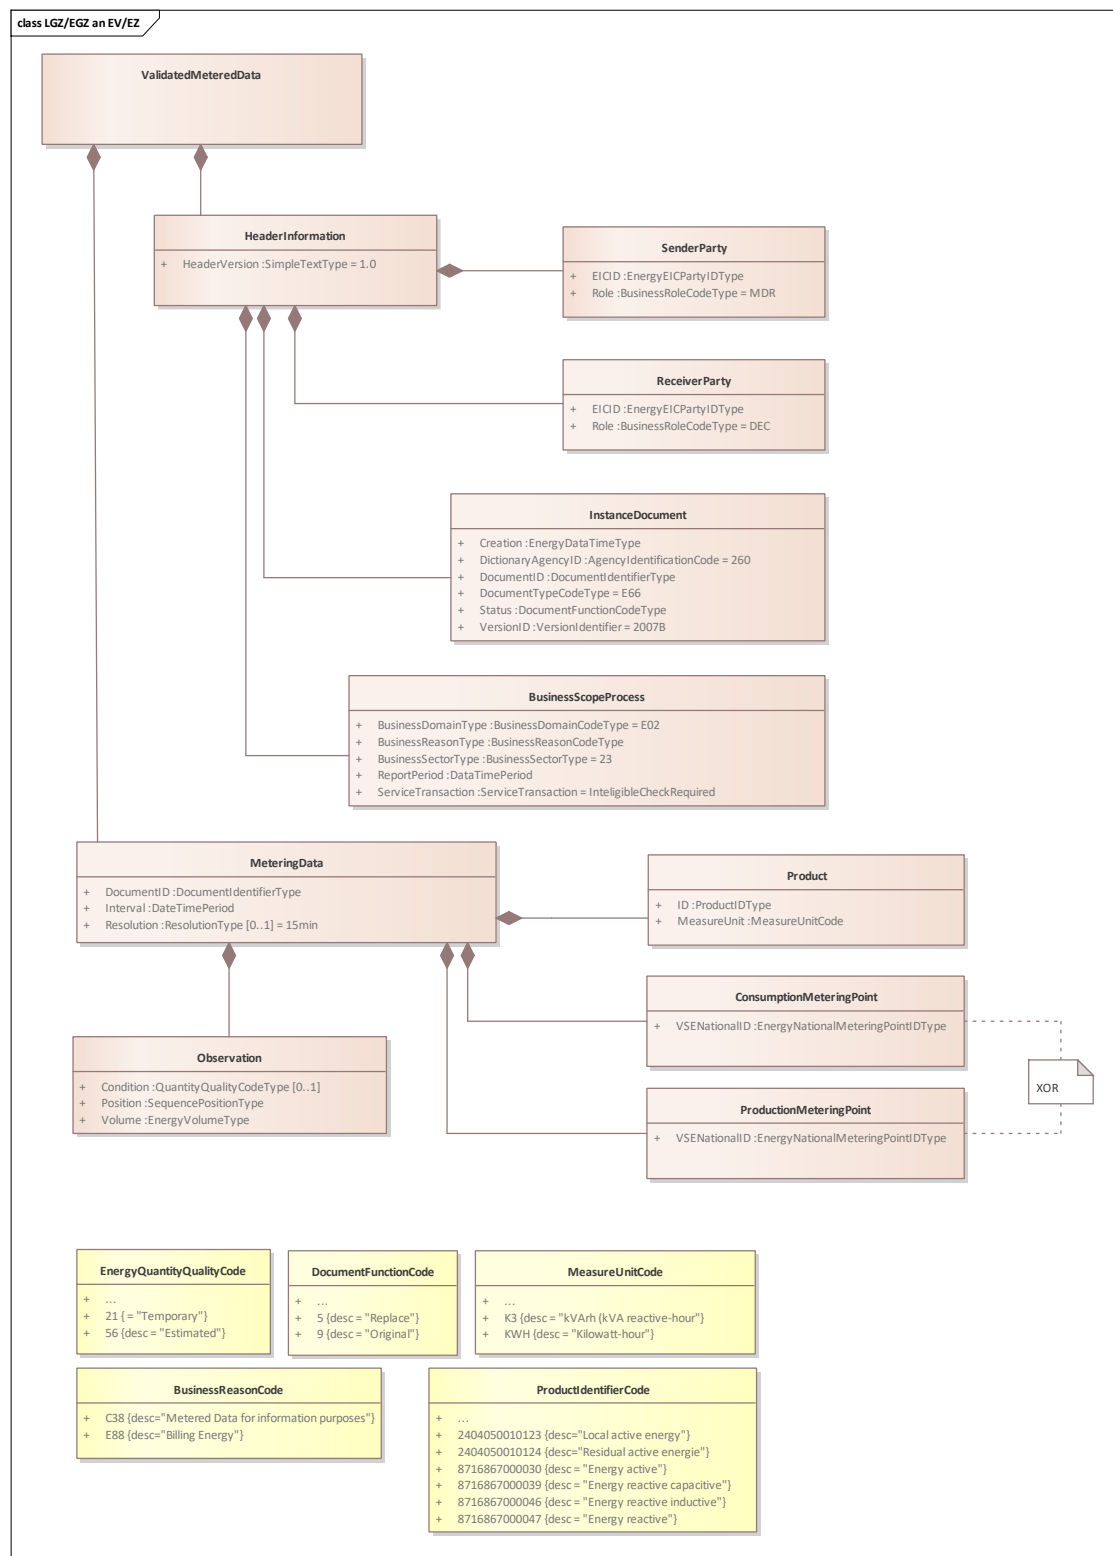 class LGZ/EGZ an EV/EZ
ValidatedMeteredData
HeaderInformation
+ HeaderVersion :SimpleTextType = 1.0
SenderParty
+ EICID :EnergyEICPartyIDType
+ Role :BusinessRoleCodeType = MDR
ReceiverParty
+ EICID :EnergyEICPartyIDType
+ Role :BusinessRoleCodeType = DEC
InstanceDocument
+ Creation :EnergyDataTimeType
+ DictionaryAgencyID :AgencyIdentificationCode = 260
+ DocumentID :DocumentIdentifierType
+ DocumentTypeCodeType = E66
+ Status :DocumentFunctionCodeType
+ VersionID :VersionIdentifier = 2007B
BusinessScopeProcess
+ BusinessDomainType :BusinessDomainCodeType = E02
+ BusinessReasonType :BusinessReasonCodeType
+ BusinessSectorType :BusinessSectorType = 23
+ ReportPeriod :DataTimePeriod
+ ServiceTransaction :ServiceTransaction = InteligibleCheckRequired
MeteringData
+ DocumentID :DocumentIdentifierType
+ Interval :DateTimePeriod
+ Resolution :ResolutionType [0..1] = 15min
Product
+ ID :ProductIDType
+ MeasureUnit :MeasureUnitCode
ConsumptionMeteringPoint
+ VSENationalID :EnergyNationalMeteringPointIDType
Observation
+ Condition :QuantityQualityCodeType [0..1]
+ Position :SequencePositionType
+ Volume :EnergyVolumeType
XOR
ProductionMeteringPoint
+ VSENationalID :EnergyNationalMeteringPointIDType
EnergyQuantityQualityCode
+ ...
+ 21 { = "Temporary"}
+ 56 {desc = "Estimated"}
DocumentFunctionCode
+ ...
+ 5 {desc = "Replace"}
+ 9 {desc = "Original"}
MeasureUnitCode
+ ...
+ K3 {desc = "kVArh (kVA reactive-hour"}
+ KWH {desc = "Kilowatt-hour"}
BusinessReasonCode
+ C38 {desc="Metered Data for information purposes"}
+ E88 {desc="Billing Energy"}
ProductIdentifierCode
+ ...
+ 2404050010123 {desc="Local active energy"}
+ 2404050010124 {desc="Residual active energie"}
+ 8716867000030 {desc = "Energy active"}
+ 8716867000039 {desc = "Energy reactive capacitive"}
+ 8716867000046 {desc = "Energy reactive inductive"}
+ 8716867000047 {desc = "Energy reactive"}